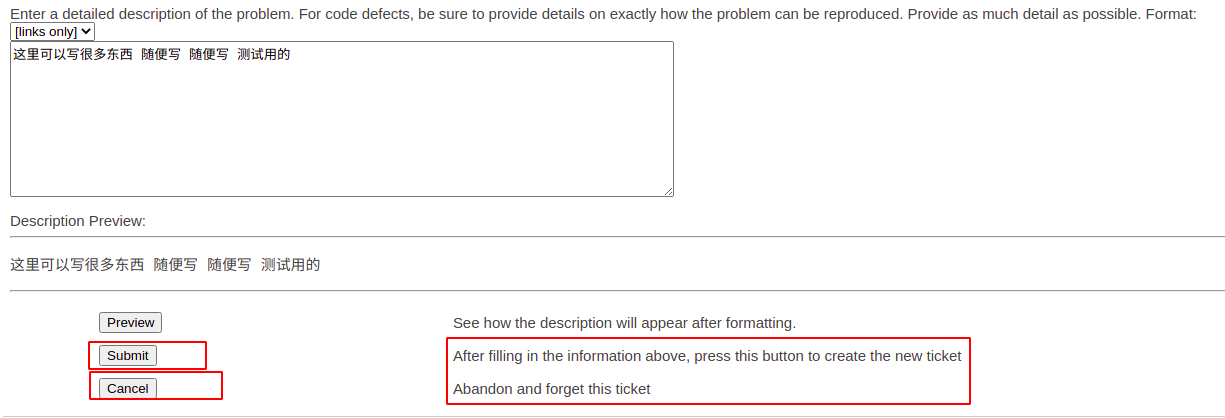 Enter a detailed description of the problem. For code defects, be sure to provide details on exactly how the problem can be reproduced. Provide as much detail as possible. Format:
[links only]
这里可以写很多东西 随便写 随便写 测试用的
Description Preview:
这里可以写很多东西 随便写 随便写 测试用的
Preview See how the description will appear after formatting.
Submit After filling in the information above, press this button to create the new ticket
Cancel Abandon and forget this ticket